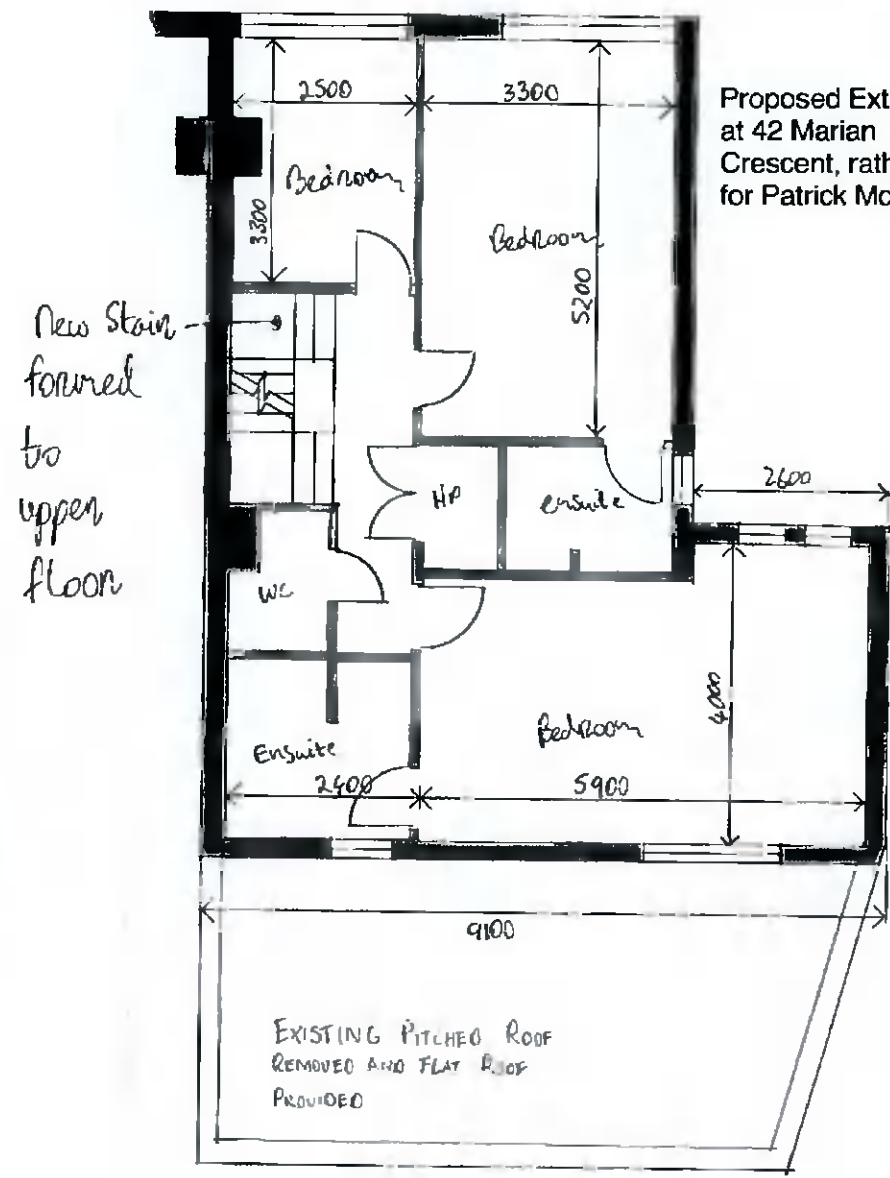 Proposed Ext
at 42 Marian
Crescent, rath
for Patrick Mc
2500
3300
Bedroom
3300
Bedroom
5200
New Stair
formed
to
upper
floor
HP
ensuite
2600
WC
Bedroom
4000
Ensuite
2400
5900
9100
EXISTING PITCHED ROOF
REMOVED AND FLAT ROOF
PROVIDED